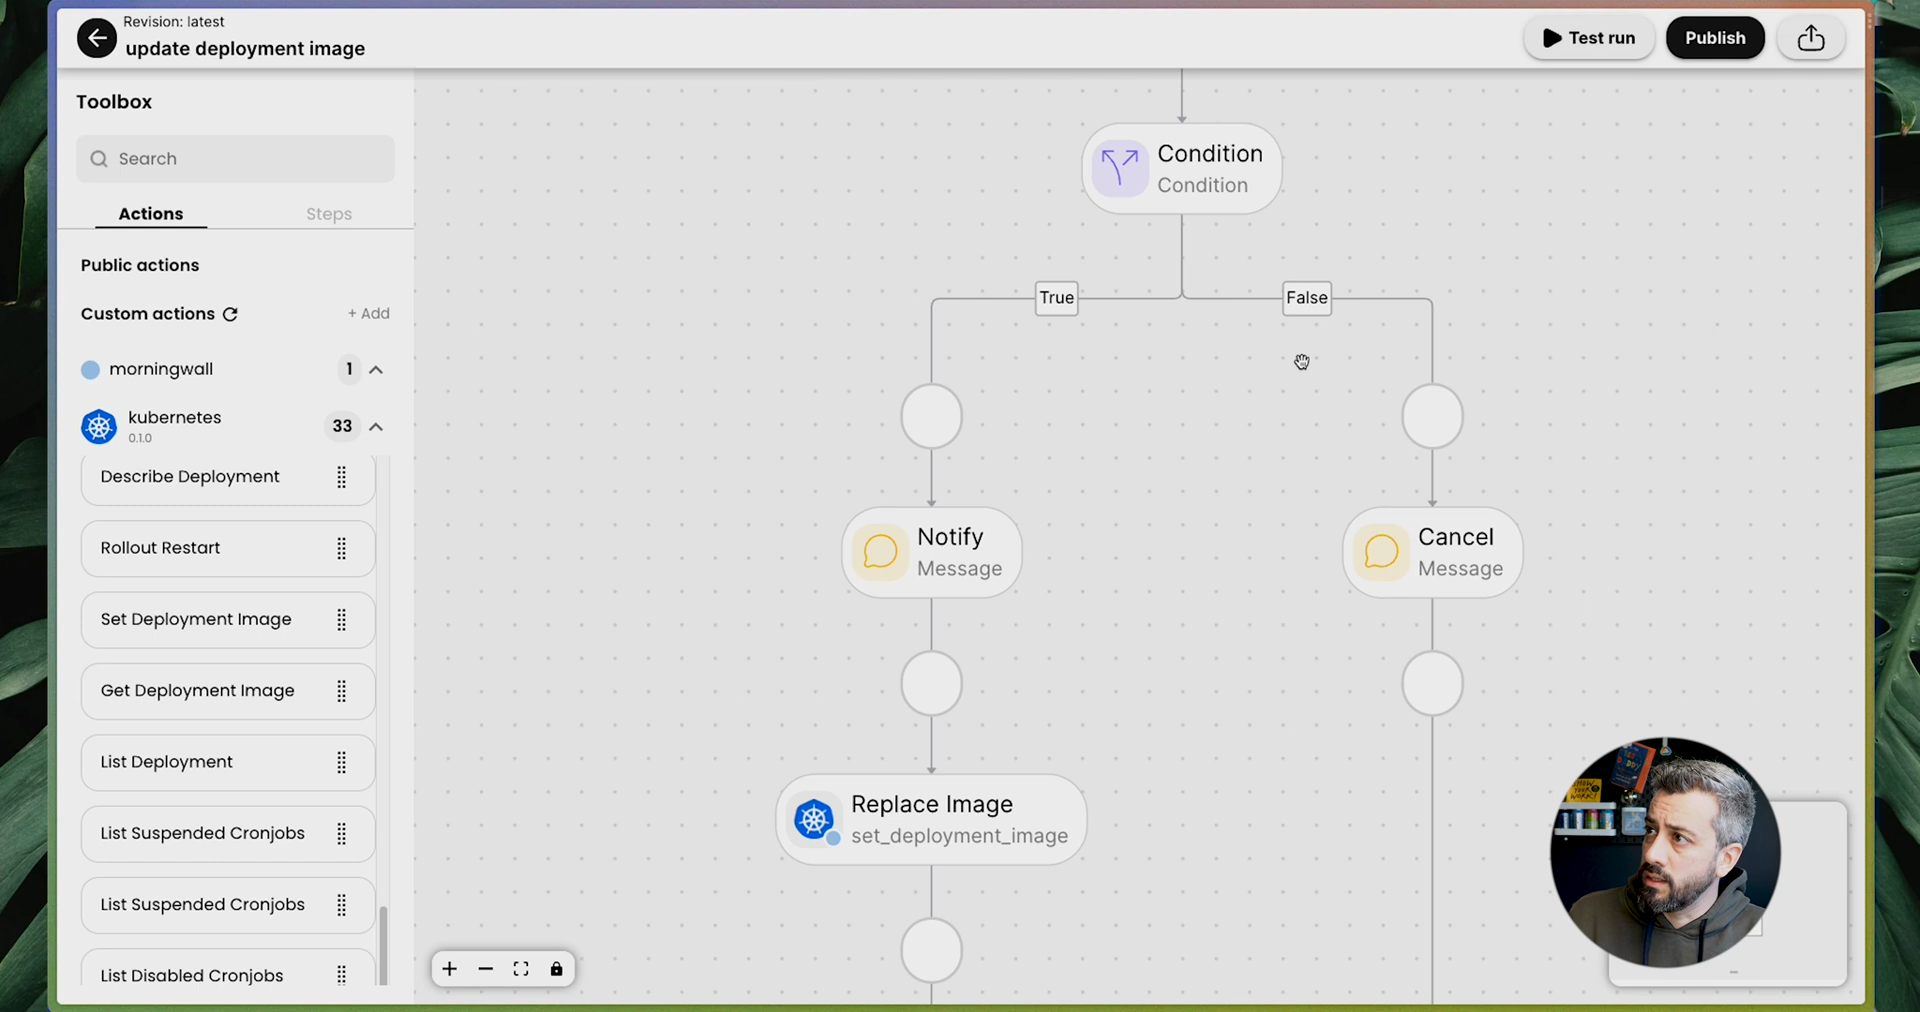 Revision: latest
update deployment image
Test run
Publish
Toolbox
Search
Actions
Steps
Public actions
Custom actions
+ Add
morningwall
1
kubernetes
0.1.0
33
Describe Deployment
Rollout Restart
Set Deployment Image
Get Deployment Image
List Deployment
List Suspended Cronjobs
List Suspended Cronjobs
List Disabled Cronjobs
Condition
Condition
True
False
Notify
Message
Cancel
Message
Replace Image
set_deployment_image